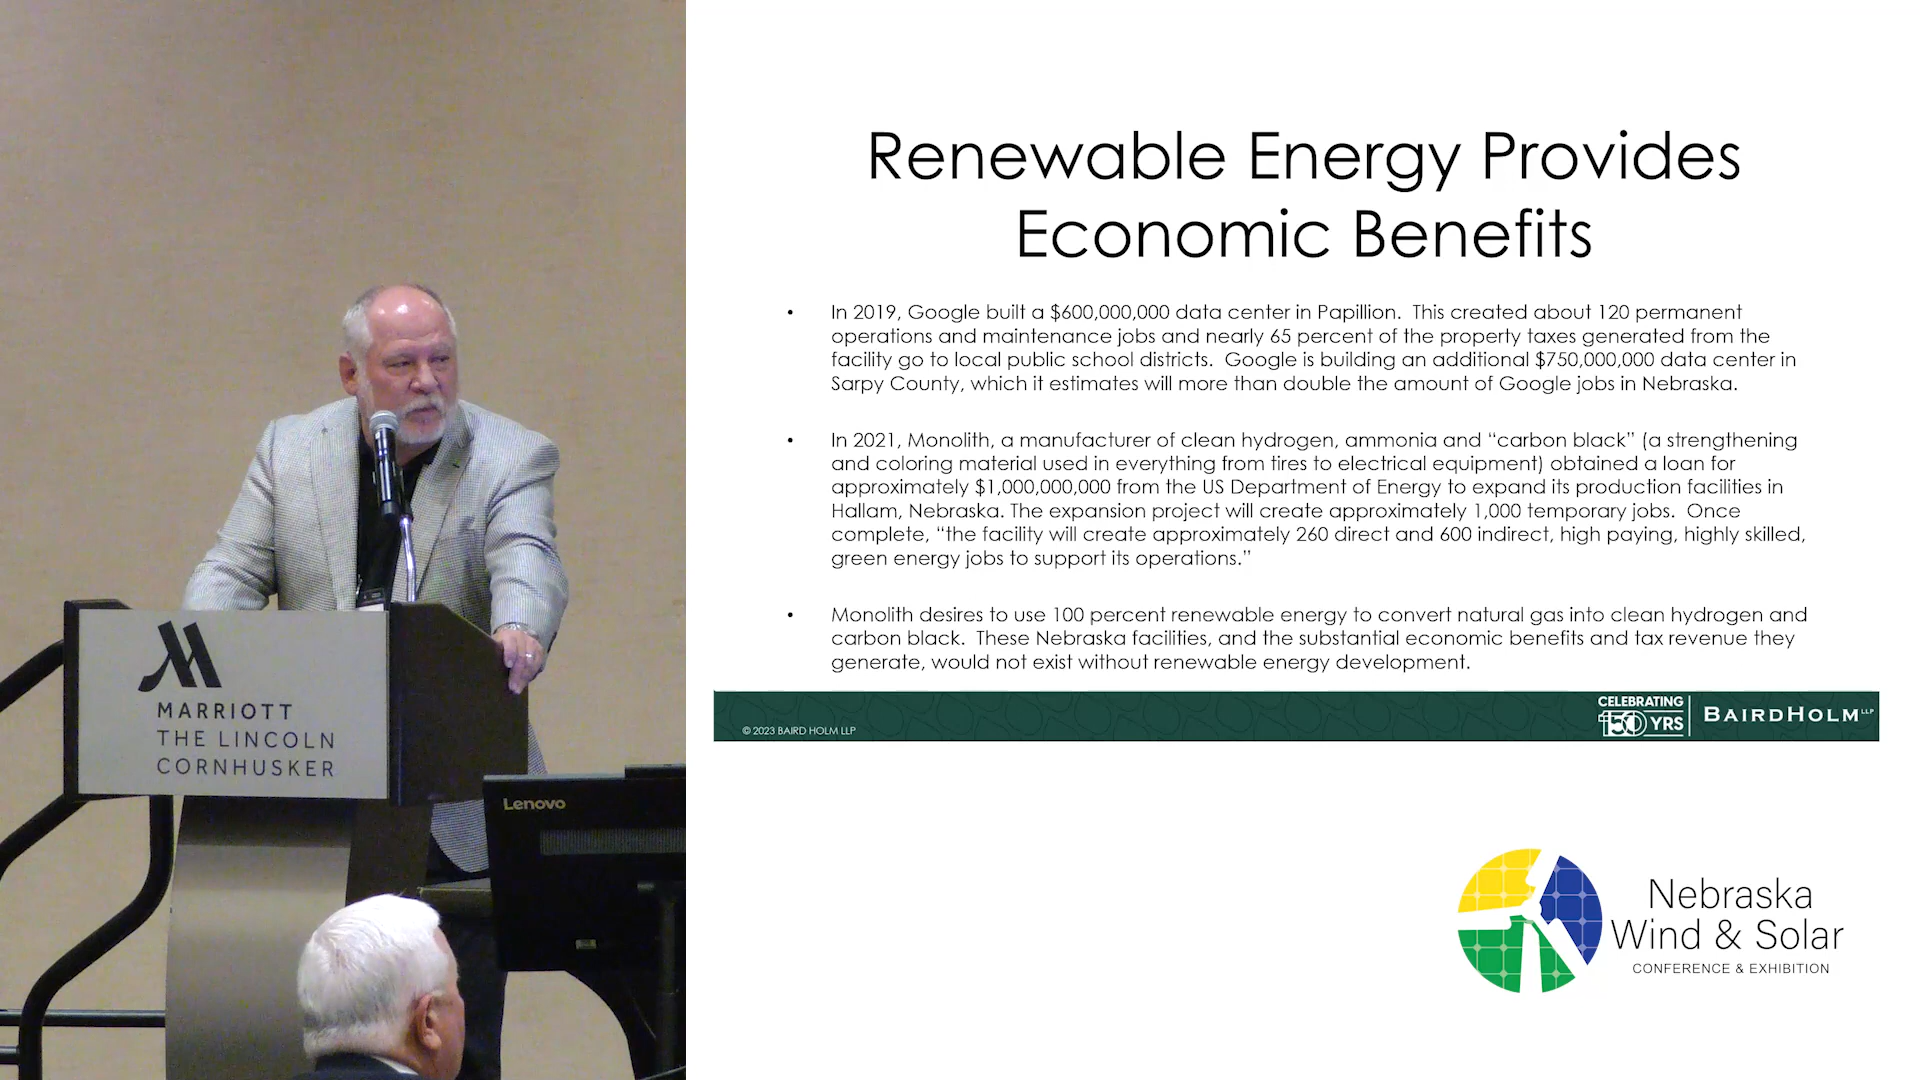 Renewable Energy Provides
Economic Benefits
• In 2019, Google built a $600,000,000 data center in Papillion.  This created about 120 permanent
operations and maintenance jobs and nearly 65 percent of the property taxes generated from the
facility go to local public school districts.  Google is building an additional $750,000,000 data center in
Sarpy County, which it estimates will more than double the amount of Google jobs in Nebraska.
• In 2021, Monolith, a manufacturer of clean hydrogen, ammonia and “carbon black” (a strengthening
and coloring material used in everything from tires to electrical equipment) obtained a loan for
approximately $1,000,000,000 from the US Department of Energy to expand its production facilities in
Hallam, Nebraska. The expansion project will create approximately 1,000 temporary jobs.  Once
complete, “the facility will create approximately 260 direct and 600 indirect, high paying, highly skilled,
green energy jobs to support its operations.”
• Monolith desires to use 100 percent renewable energy to convert natural gas into clean hydrogen and
carbon black.  These Nebraska facilities, and the substantial economic benefits and tax revenue they
generate, would not exist without renewable energy development.
© 2023 BAIRD HOLM LLP
CELEBRATING
150 YRS
BAIRDHOLM LLP
MARRIOTT
THE LINCOLN
CORNHUSKER
Lenovo
Nebraska
Wind & Solar
CONFERENCE & EXHIBITION